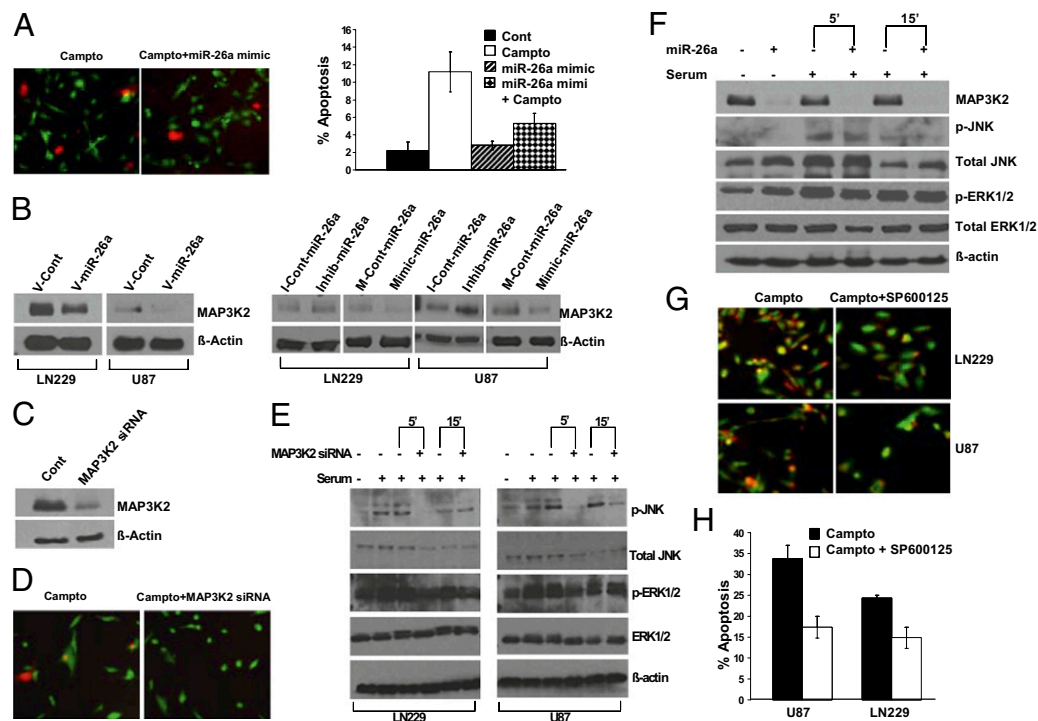 A
Campto
Campto+miR-26a mimic
% Apoptosis
16
14
12
10
8
6
4
2
0
Cont
Campto
miR-26a mimic
miR-26a mimi
+ Campto
B
V-Cont
V-miR-26a
V-Cont
V-miR-26a
MAP3K2
ß-Actin
LN229
U87
I-Cont-miR-26a
Inhib-miR-26a
M-Cont-miR-26a
Mimic-miR-26a
I-Cont-miR-26a
Inhib-miR-26a
M-Cont-miR-26a
Mimic-miR-26a
MAP3K2
ß-Actin
LN229
U87
C
Cont
MAP3K2 siRNA
MAP3K2
ß-Actin
D
Campto
Campto+MAP3K2 siRNA
E
5' 15' 5' 15'
MAP3K2 siRNA - - - + - + - - - + - +
Serum - + + + + + - + + + + +
p-JNK
Total JNK
p-ERK1/2
ERK1/2
ß-actin
LN229
U87
F
5' 15'
miR-26a - + - + - +
Serum - - + + + +
MAP3K2
p-JNK
Total JNK
p-ERK1/2
Total ERK1/2
ß-actin
G
Campto
Campto+SP600125
LN229
U87
H
% Apoptosis
40
35
30
25
20
15
10
5
0
Campto
Campto + SP600125
U87
LN229